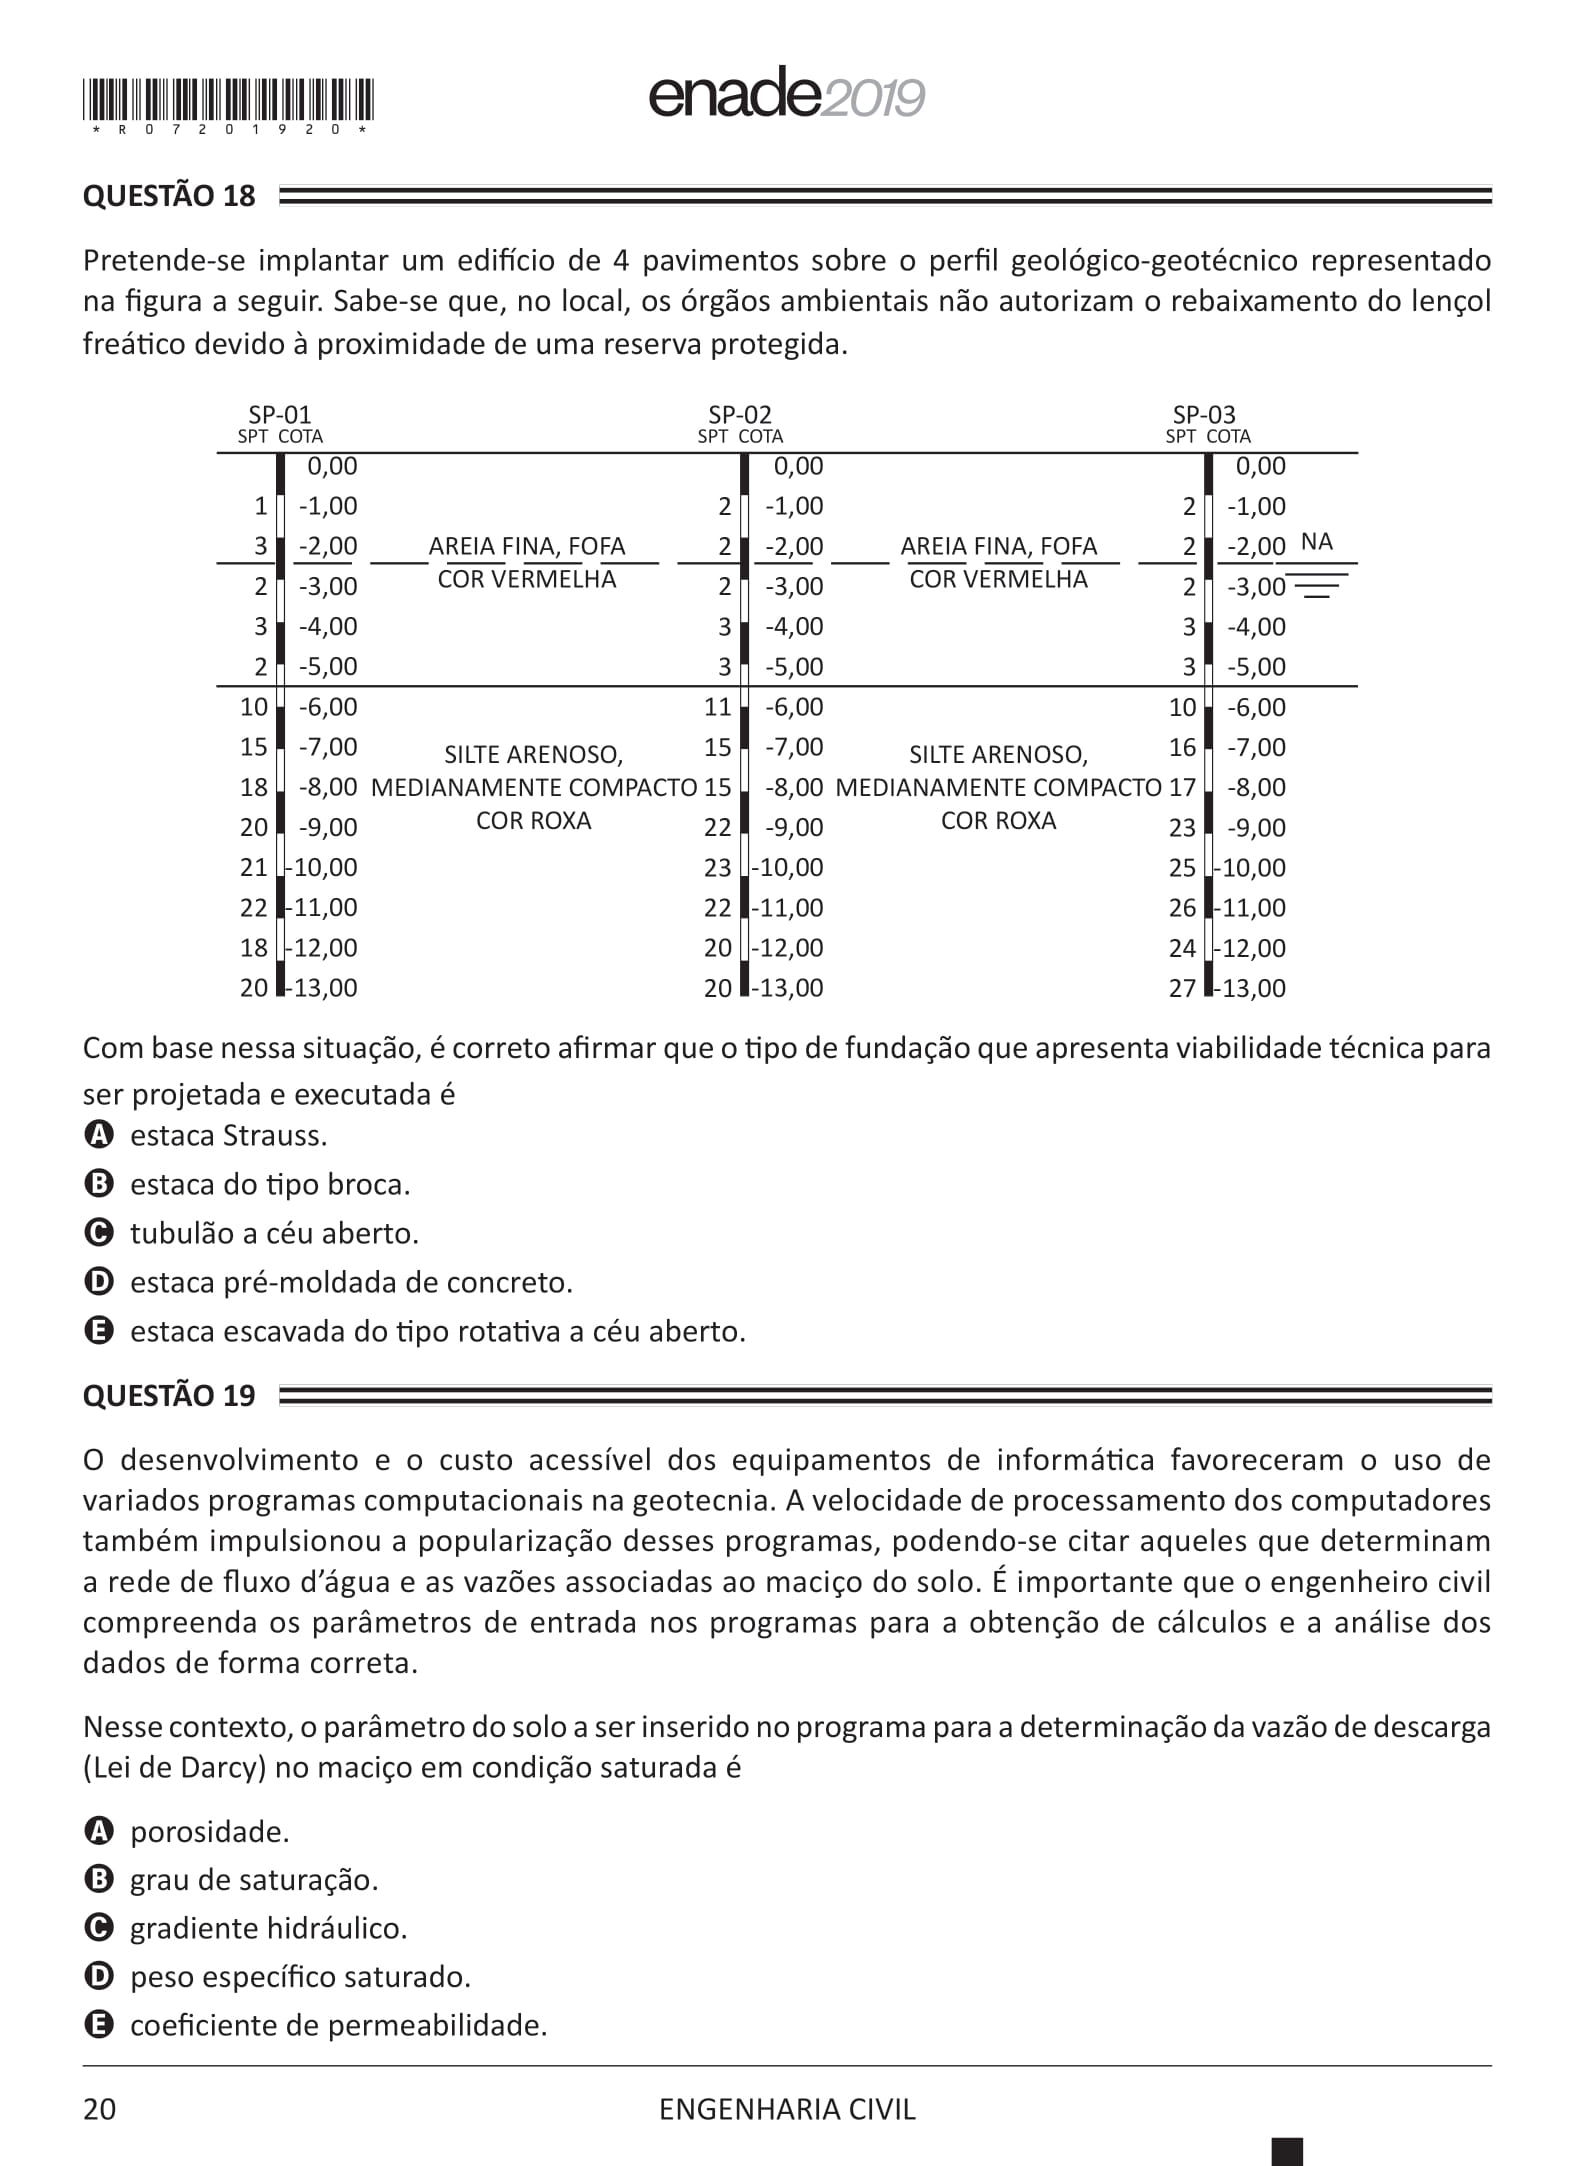 *R07201920*
enade2019
QUESTÃO 18
Pretende-se implantar um edifício de 4 pavimentos sobre o perfil geológico-geotécnico representado
na figura a seguir. Sabe-se que, no local, os órgãos ambientais não autorizam o rebaixamento do lençol
freático devido à proximidade de uma reserva protegida.
SP-01 SP-02 SP-03
SPT COTA SPT COTA SPT COTA
0,00 0,00 0,00
1 -1,00 2 -1,00 2 -1,00
3 -2,00 AREIA FINA, FOFA 2 -2,00 AREIA FINA, FOFA 2 -2,00 NA
2 -3,00 COR VERMELHA 2 -3,00 COR VERMELHA 2 -3,00
3 -4,00 3 -4,00 3 -4,00
2 -5,00 3 -5,00 3 -5,00
10 -6,00 11 -6,00 10 -6,00
15 -7,00 SILTE ARENOSO, 15 -7,00 SILTE ARENOSO, 16 -7,00
18 -8,00 MEDIANAMENTE COMPACTO 15 -8,00 MEDIANAMENTE COMPACTO 17 -8,00
20 -9,00 COR ROXA 22 -9,00 COR ROXA 23 -9,00
21 -10,00 23 -10,00 25 -10,00
22 -11,00 22 -11,00 26 -11,00
18 -12,00 20 -12,00 24 -12,00
20 -13,00 20 -13,00 27 -13,00
Com base nessa situação, é correto afirmar que o tipo de fundação que apresenta viabilidade técnica para
ser projetada e executada é
A estaca Strauss.
B estaca do tipo broca.
C tubulão a céu aberto.
D estaca pré-moldada de concreto.
E estaca escavada do tipo rotativa a céu aberto.
QUESTÃO 19
O desenvolvimento e o custo acessível dos equipamentos de informática favoreceram o uso de
variados programas computacionais na geotecnia. A velocidade de processamento dos computadores
também impulsionou a popularização desses programas, podendo-se citar aqueles que determinam
a rede de fluxo d’água e as vazões associadas ao maciço do solo. É importante que o engenheiro civil
compreenda os parâmetros de entrada nos programas para a obtenção de cálculos e a análise dos
dados de forma correta.
Nesse contexto, o parâmetro do solo a ser inserido no programa para a determinação da vazão de descarga
(Lei de Darcy) no maciço em condição saturada é
A porosidade.
B grau de saturação.
C gradiente hidráulico.
D peso específico saturado.
E coeficiente de permeabilidade.
20 ENGENHARIA CIVIL